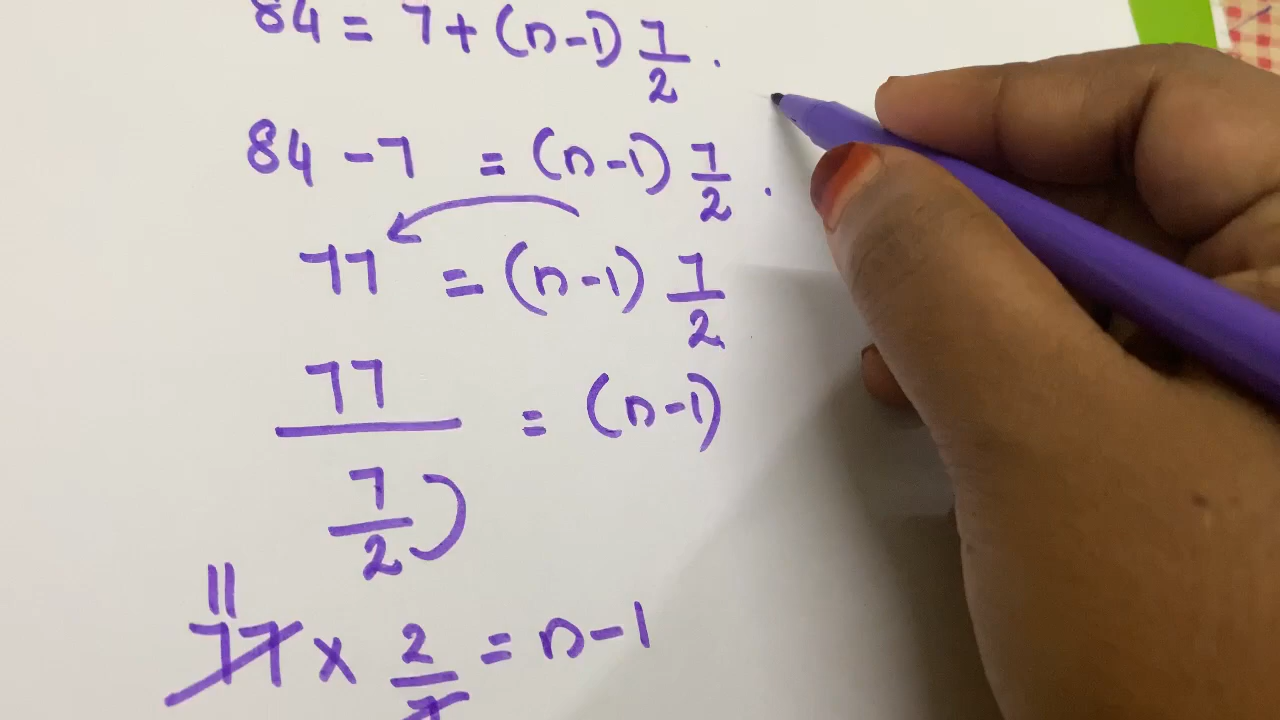 84 = 7 + (n-1) 7/2.
84 - 7 = (n-1) 7/2.
77 = (n-1) 7/2
77/(7/2) = (n-1)
11
77 x 2/7 = n-1